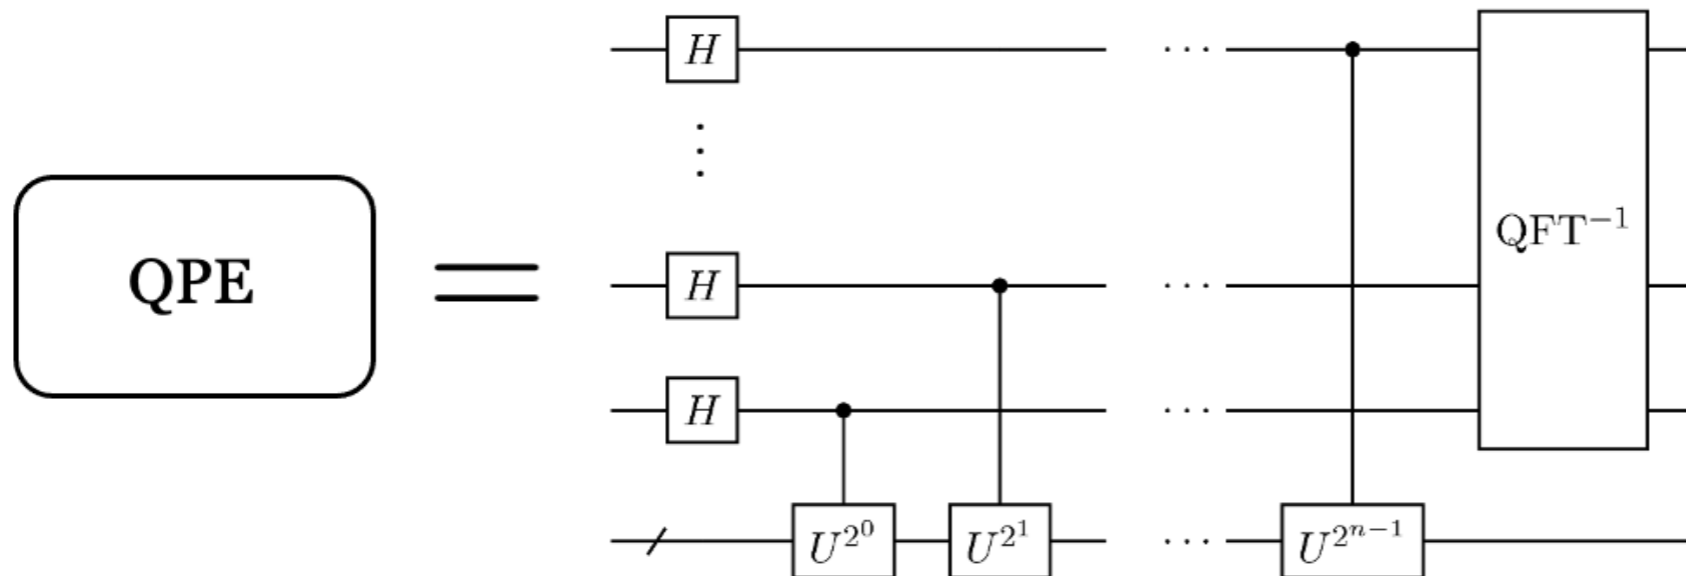 H
⋮
QPE = H
H
QFT⁻¹
U^{2^0} U^{2^1} ··· U^{2^{n-1}}